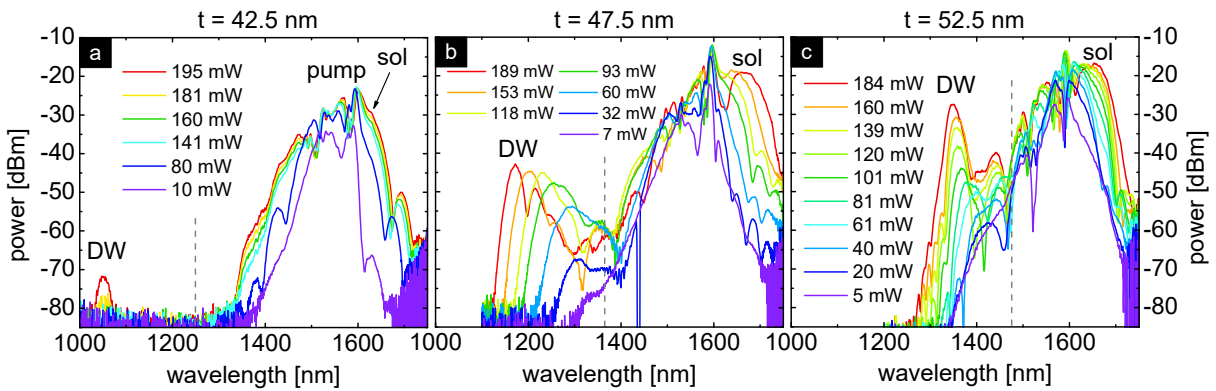 t = 42.5 nm
t = 47.5 nm
t = 52.5 nm
a
195 mW
181 mW
160 mW
141 mW
80 mW
10 mW
pump
sol
DW
-10
-20
-30
-40
-50
-60
-70
-80
power [dBm]
1000 1200 1400 1600
wavelength [nm]
b
189 mW
153 mW
118 mW
93 mW
60 mW
32 mW
7 mW
DW
sol
1000 1200 1400 1600
wavelength [nm]
c
184 mW
160 mW
139 mW
120 mW
101 mW
81 mW
61 mW
40 mW
20 mW
5 mW
DW
sol
1000 1200 1400 1600
wavelength [nm]
-10
-20
-30
-40
-50
-60
-70
-80
power [dBm]